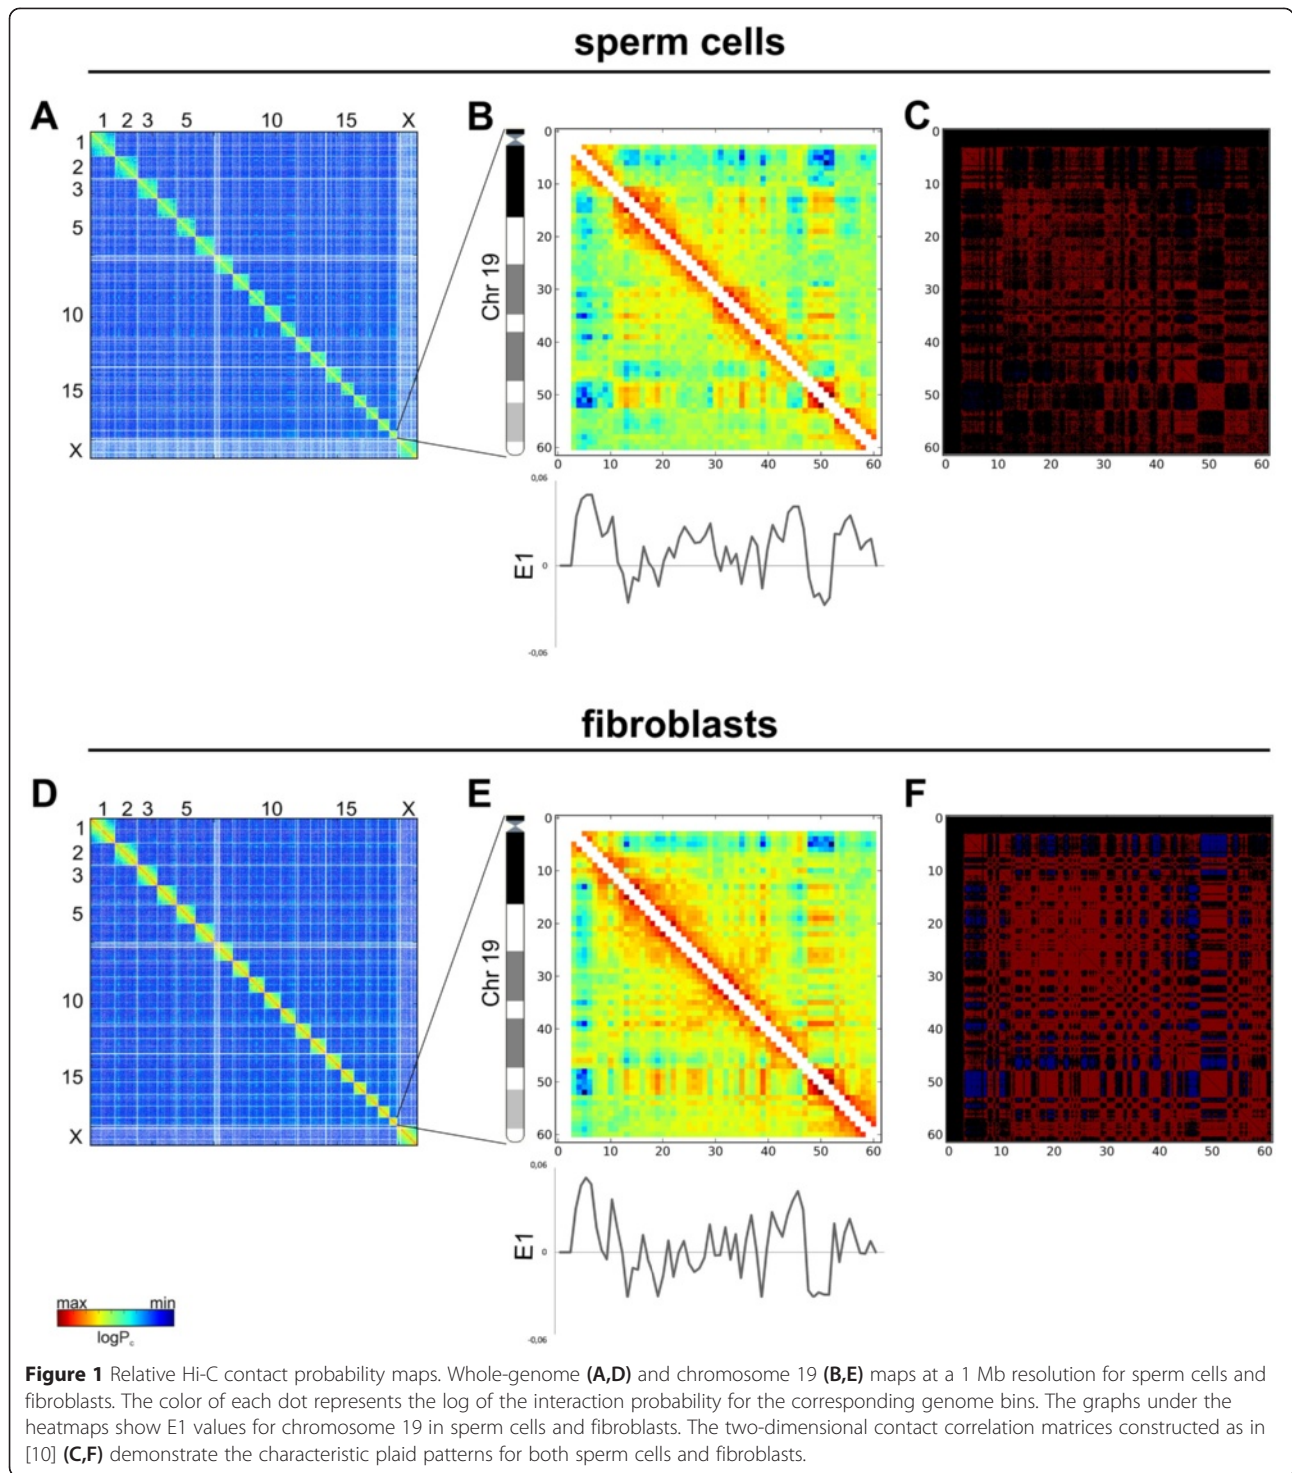 sperm cells
A
1 2 3 5 10 15 X
1
2
3
5
10
15
X
B
Chr 19
0
10
20
30
40
50
60
0 10 20 30 40 50 60
0,06
E1
0
-0,06
C
0
10
20
30
40
50
60
0 10 20 30 40 50 60
fibroblasts
D
1 2 3 5 10 15 X
1
2
3
5
10
15
X
E
Chr 19
0
10
20
30
40
50
60
0 10 20 30 40 50 60
0,06
E1
0
-0,06
F
0
10
20
30
40
50
60
0 10 20 30 40 50 60
max min
logPc
Figure 1 Relative Hi-C contact probability maps. Whole-genome (A,D) and chromosome 19 (B,E) maps at a 1 Mb resolution for sperm cells and
fibroblasts. The color of each dot represents the log of the interaction probability for the corresponding genome bins. The graphs under the
heatmaps show E1 values for chromosome 19 in sperm cells and fibroblasts. The two-dimensional contact correlation matrices constructed as in
[10] (C,F) demonstrate the characteristic plaid patterns for both sperm cells and fibroblasts.